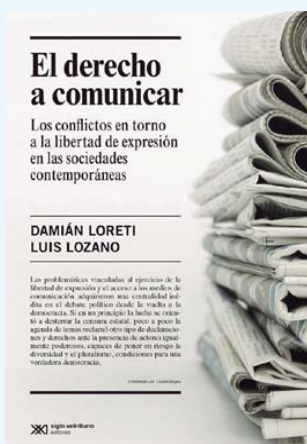 El derecho
a comunicar
Los conflictos en torno
a la libertad de expresión
en las sociedades
contemporáneas
DAMIÁN LORETI
LUIS LOZANO
Las problemáticas vinculadas al ejercicio de la
libertad de expresión y el acceso a los medios de
comunicación adquirieron una centralidad iné-
dita en el debate político desde la vuelta a la
democracia. Si en un principio la lucha se orien-
tó a desterrar la censura estatal, poco a poco la
agenda de temas reclamó otro tipo de declaracio-
nes y derechos ante la presencia de actores igual-
mente poderosos, capaces de poner en riesgo la
diversidad y el pluralismo, condiciones para una
verdadera democracia.
siglo veintiuno
editores